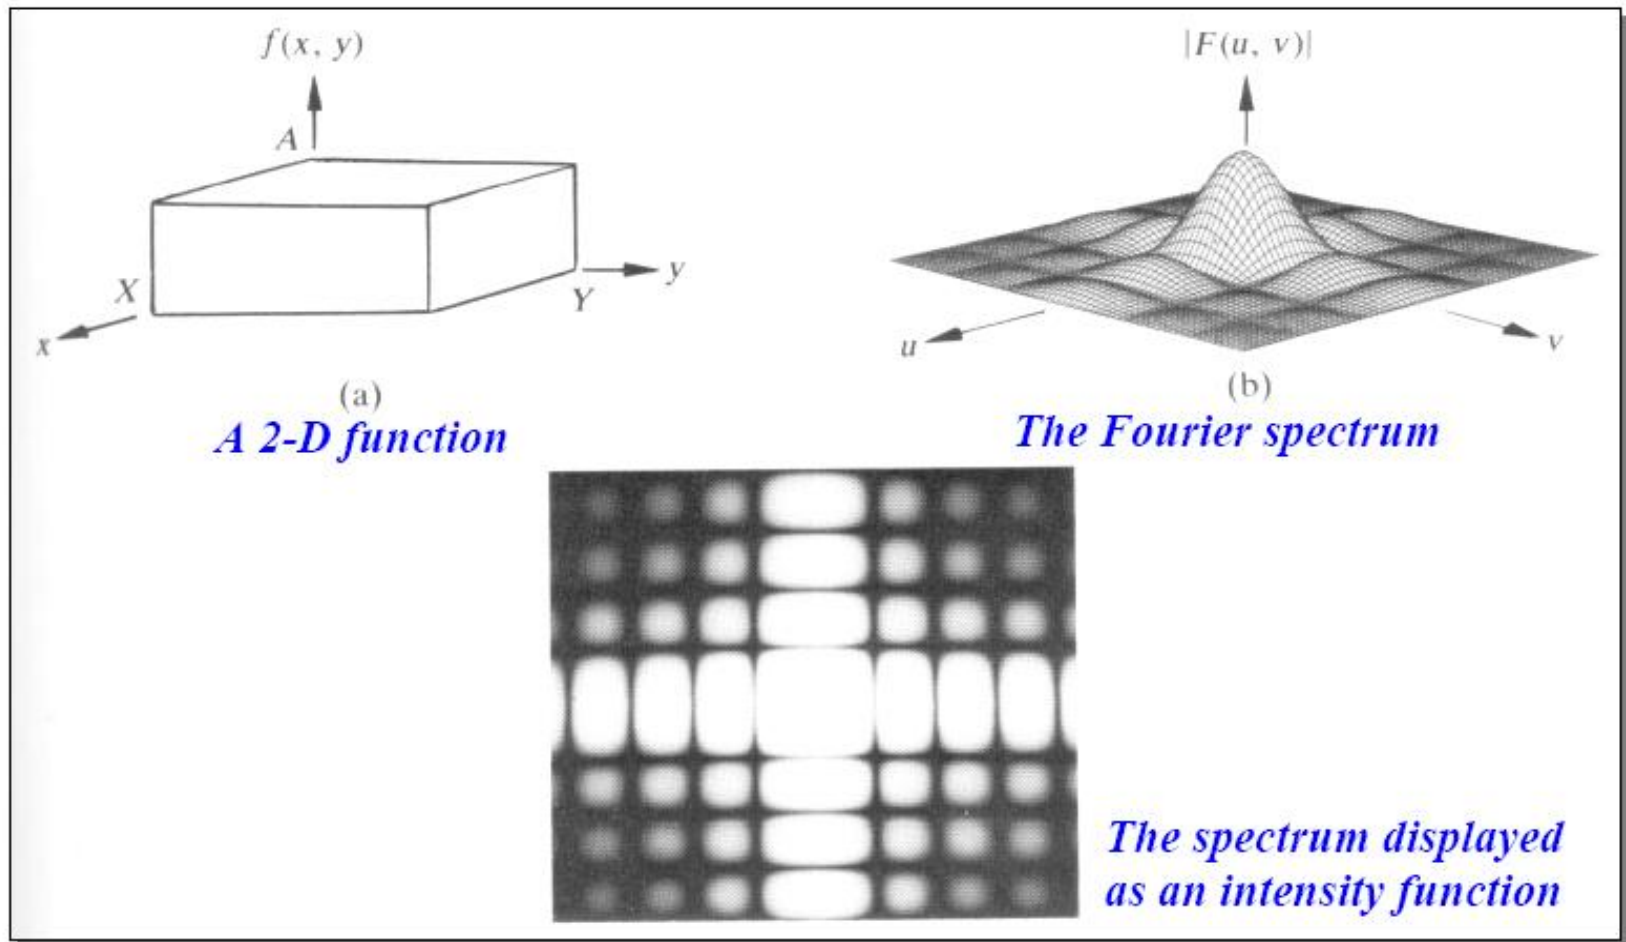 f(x, y)
A
X
x
Y
y
(a)
A 2-D function
|F(u, v)|
u
v
(b)
The Fourier spectrum
The spectrum displayed
as an intensity function